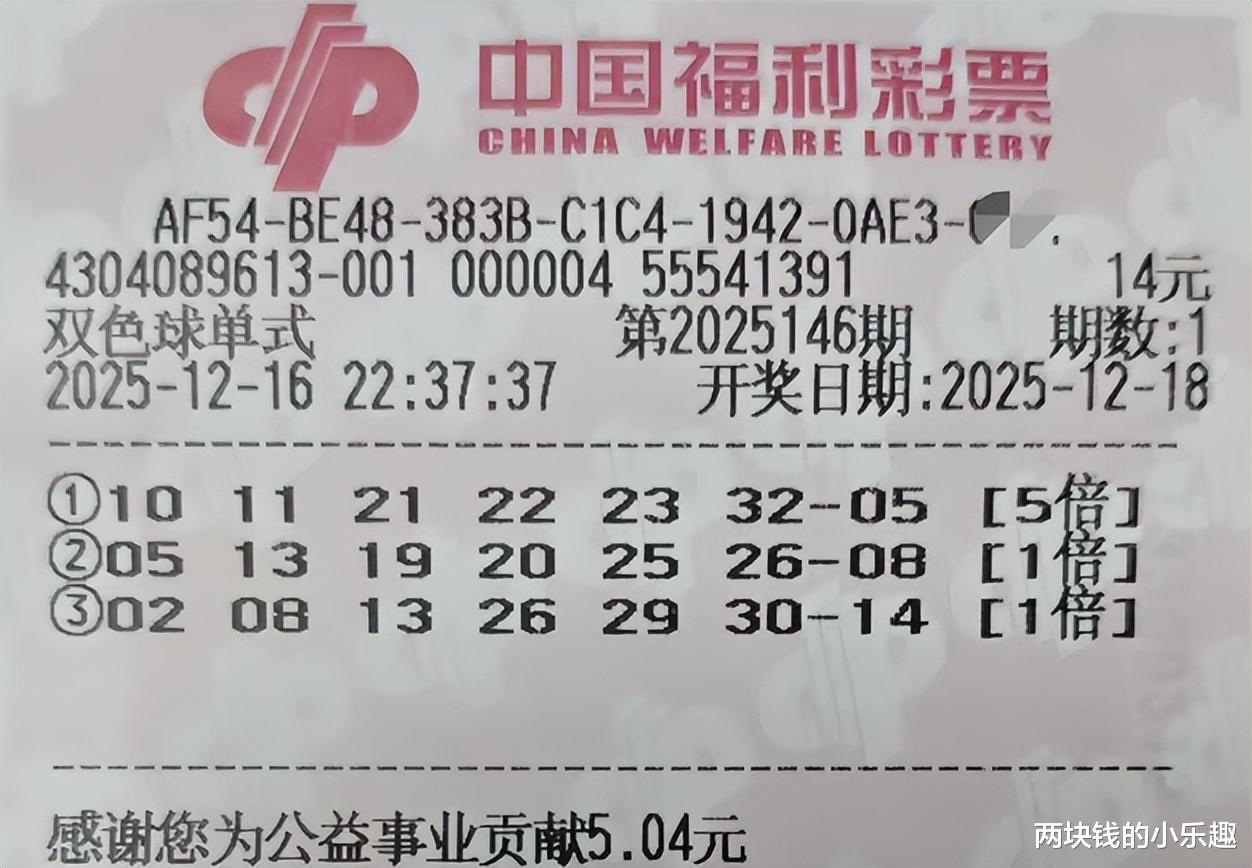 中国福利彩票
CHINA WELFARE LOTTERY
AF54-BE48-383B-C1C4-1942-0AE3-
4304089613-001 000004 55541391 14元
双色球单式 第2025146期 期数:1
2025-12-16 22:37:37 开奖日期:2025-12-18
①10 11 21 22 23 32-05 [5倍]
②05 13 19 20 25 26-08 [1倍]
③02 08 13 26 29 30-14 [1倍]
感谢您为公益事业贡献5.04元
两块钱的小乐趣